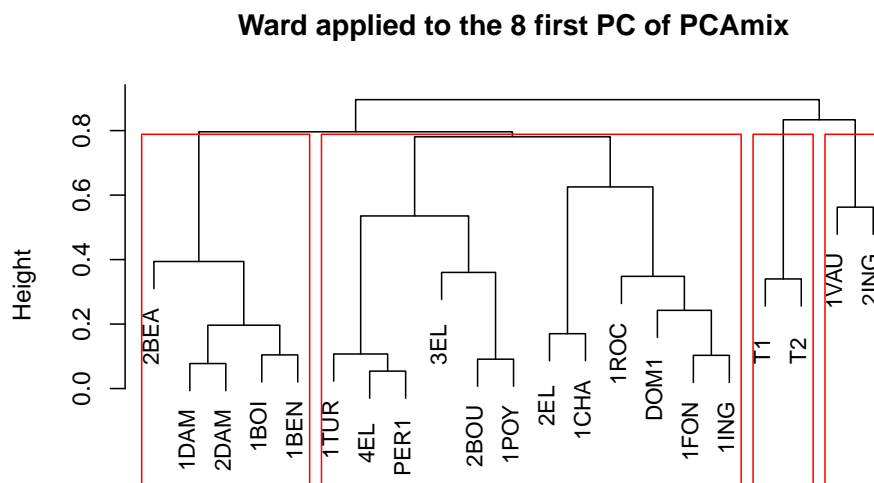 Ward applied to the 8 first PC of PCAmix
Height
0.0
0.2
0.4
0.6
0.8
2BEA
1DAM
2DAM
1BOI
1BEN
1TUR
4EL
PER1
3EL
2BOU
1POY
2EL
1CHA
1ROC
DOM1
1FON
1ING
T1
T2
1VAU
2ING